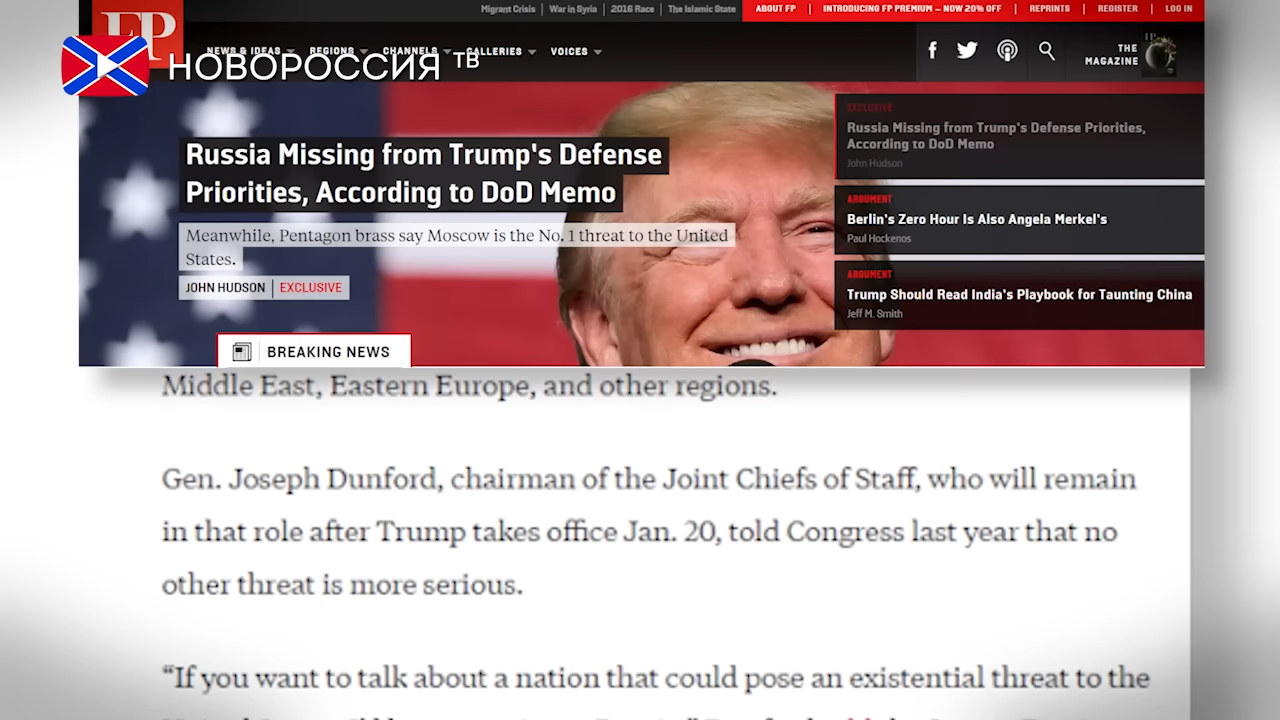 Migrant Crisis | War in Syria | 2016 Race | The Islamic State
ABOUT FP | INTRODUCING FP PREMIUM – NOW 20% OFF | REPRINTS | REGISTER | LOG IN
FP
NEWS & IDEAS REGIONS CHANNELS GALLERIES VOICES
THE
MAGAZINE
НОВОРОССИЯ ТВ
Russia Missing from Trump's Defense
Priorities, According to DoD Memo
Meanwhile, Pentagon brass say Moscow is the No. 1 threat to the United
States.
JOHN HUDSON | EXCLUSIVE
BREAKING NEWS
EXCLUSIVE
Russia Missing from Trump's Defense Priorities,
According to DoD Memo
John Hudson
ARGUMENT
Berlin's Zero Hour Is Also Angela Merkel's
Paul Hockenos
ARGUMENT
Trump Should Read India's Playbook for Taunting China
Jeff M. Smith
Middle East, Eastern Europe, and other regions.
Gen. Joseph Dunford, chairman of the Joint Chiefs of Staff, who will remain
in that role after Trump takes office Jan. 20, told Congress last year that no
other threat is more serious.
“If you want to talk about a nation that could pose an existential threat to the